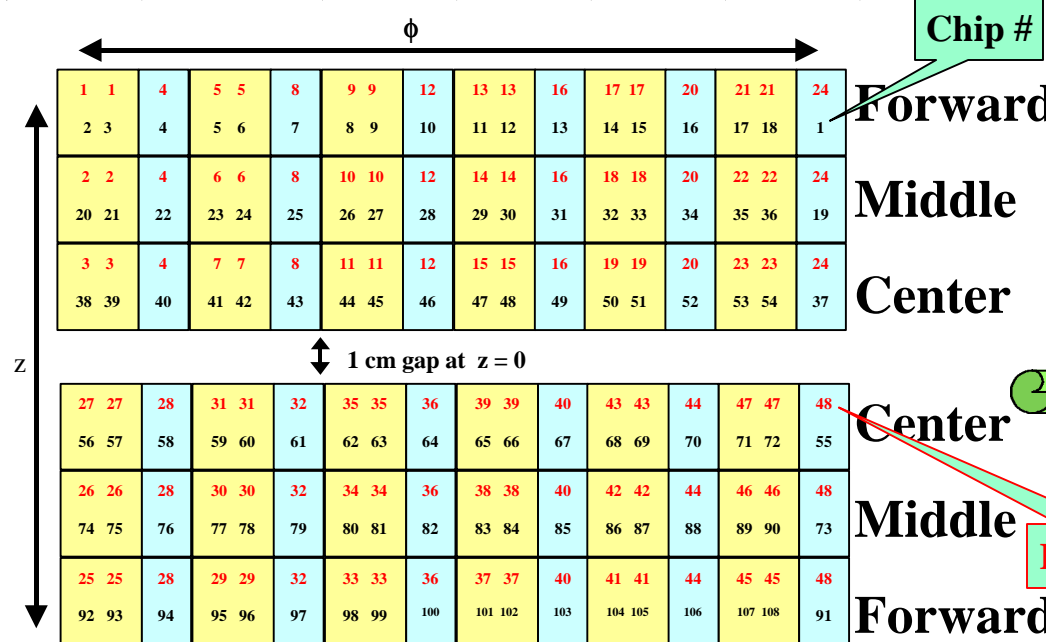 ϕ
Chip #
1 1 4 5 5 8 9 9 12 13 13 16 17 17 20 21 21 24
2 3 4 5 6 7 8 9 10 11 12 13 14 15 16 17 18 1
Forward
2 2 4 6 6 8 10 10 12 14 14 16 18 18 20 22 22 24
20 21 22 23 24 25 26 27 28 29 30 31 32 33 34 35 36 19
Middle
3 3 4 7 7 8 11 11 12 15 15 16 19 19 20 23 23 24
38 39 40 41 42 43 44 45 46 47 48 49 50 51 52 53 54 37
Center
z
1 cm gap at z = 0
27 27 28 31 31 32 35 35 36 39 39 40 43 43 44 47 47 48
56 57 58 59 60 61 62 63 64 65 66 67 68 69 70 71 72 55
Center
26 26 28 30 30 32 34 34 36 38 38 40 42 42 44 46 46 48
74 75 76 77 78 79 80 81 82 83 84 85 86 87 88 89 90 73
Middle
25 25 28 29 29 32 33 33 36 37 37 40 41 41 44 45 45 48
92 93 94 95 96 97 98 99 100 101 102 103 104 105 106 107 108 91
Forward